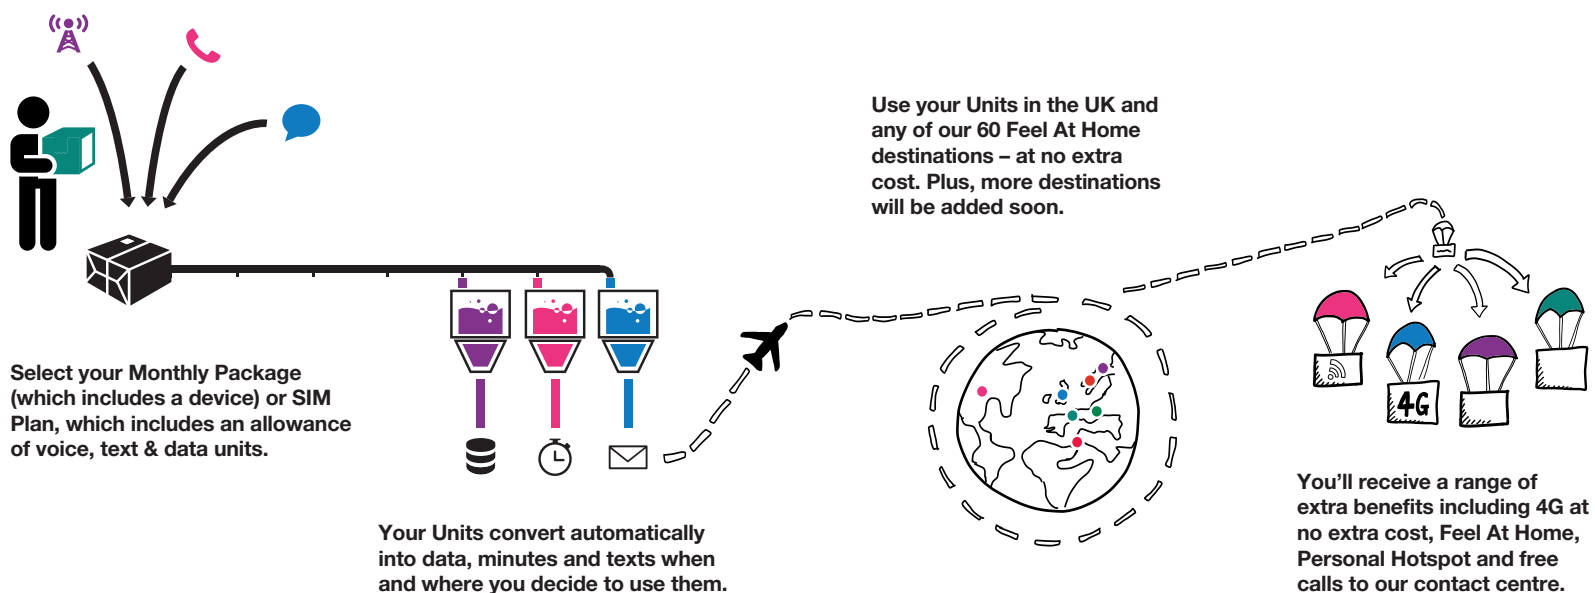 Select your Monthly Package
(which includes a device) or SIM
Plan, which includes an allowance
of voice, text & data units.
Your Units convert automatically
into data, minutes and texts when
and where you decide to use them.
Use your Units in the UK and
any of our 60 Feel At Home
destinations – at no extra
cost. Plus, more destinations
will be added soon.
4G
You’ll receive a range of
extra benefits including 4G at
no extra cost, Feel At Home,
Personal Hotspot and free
calls to our contact centre.